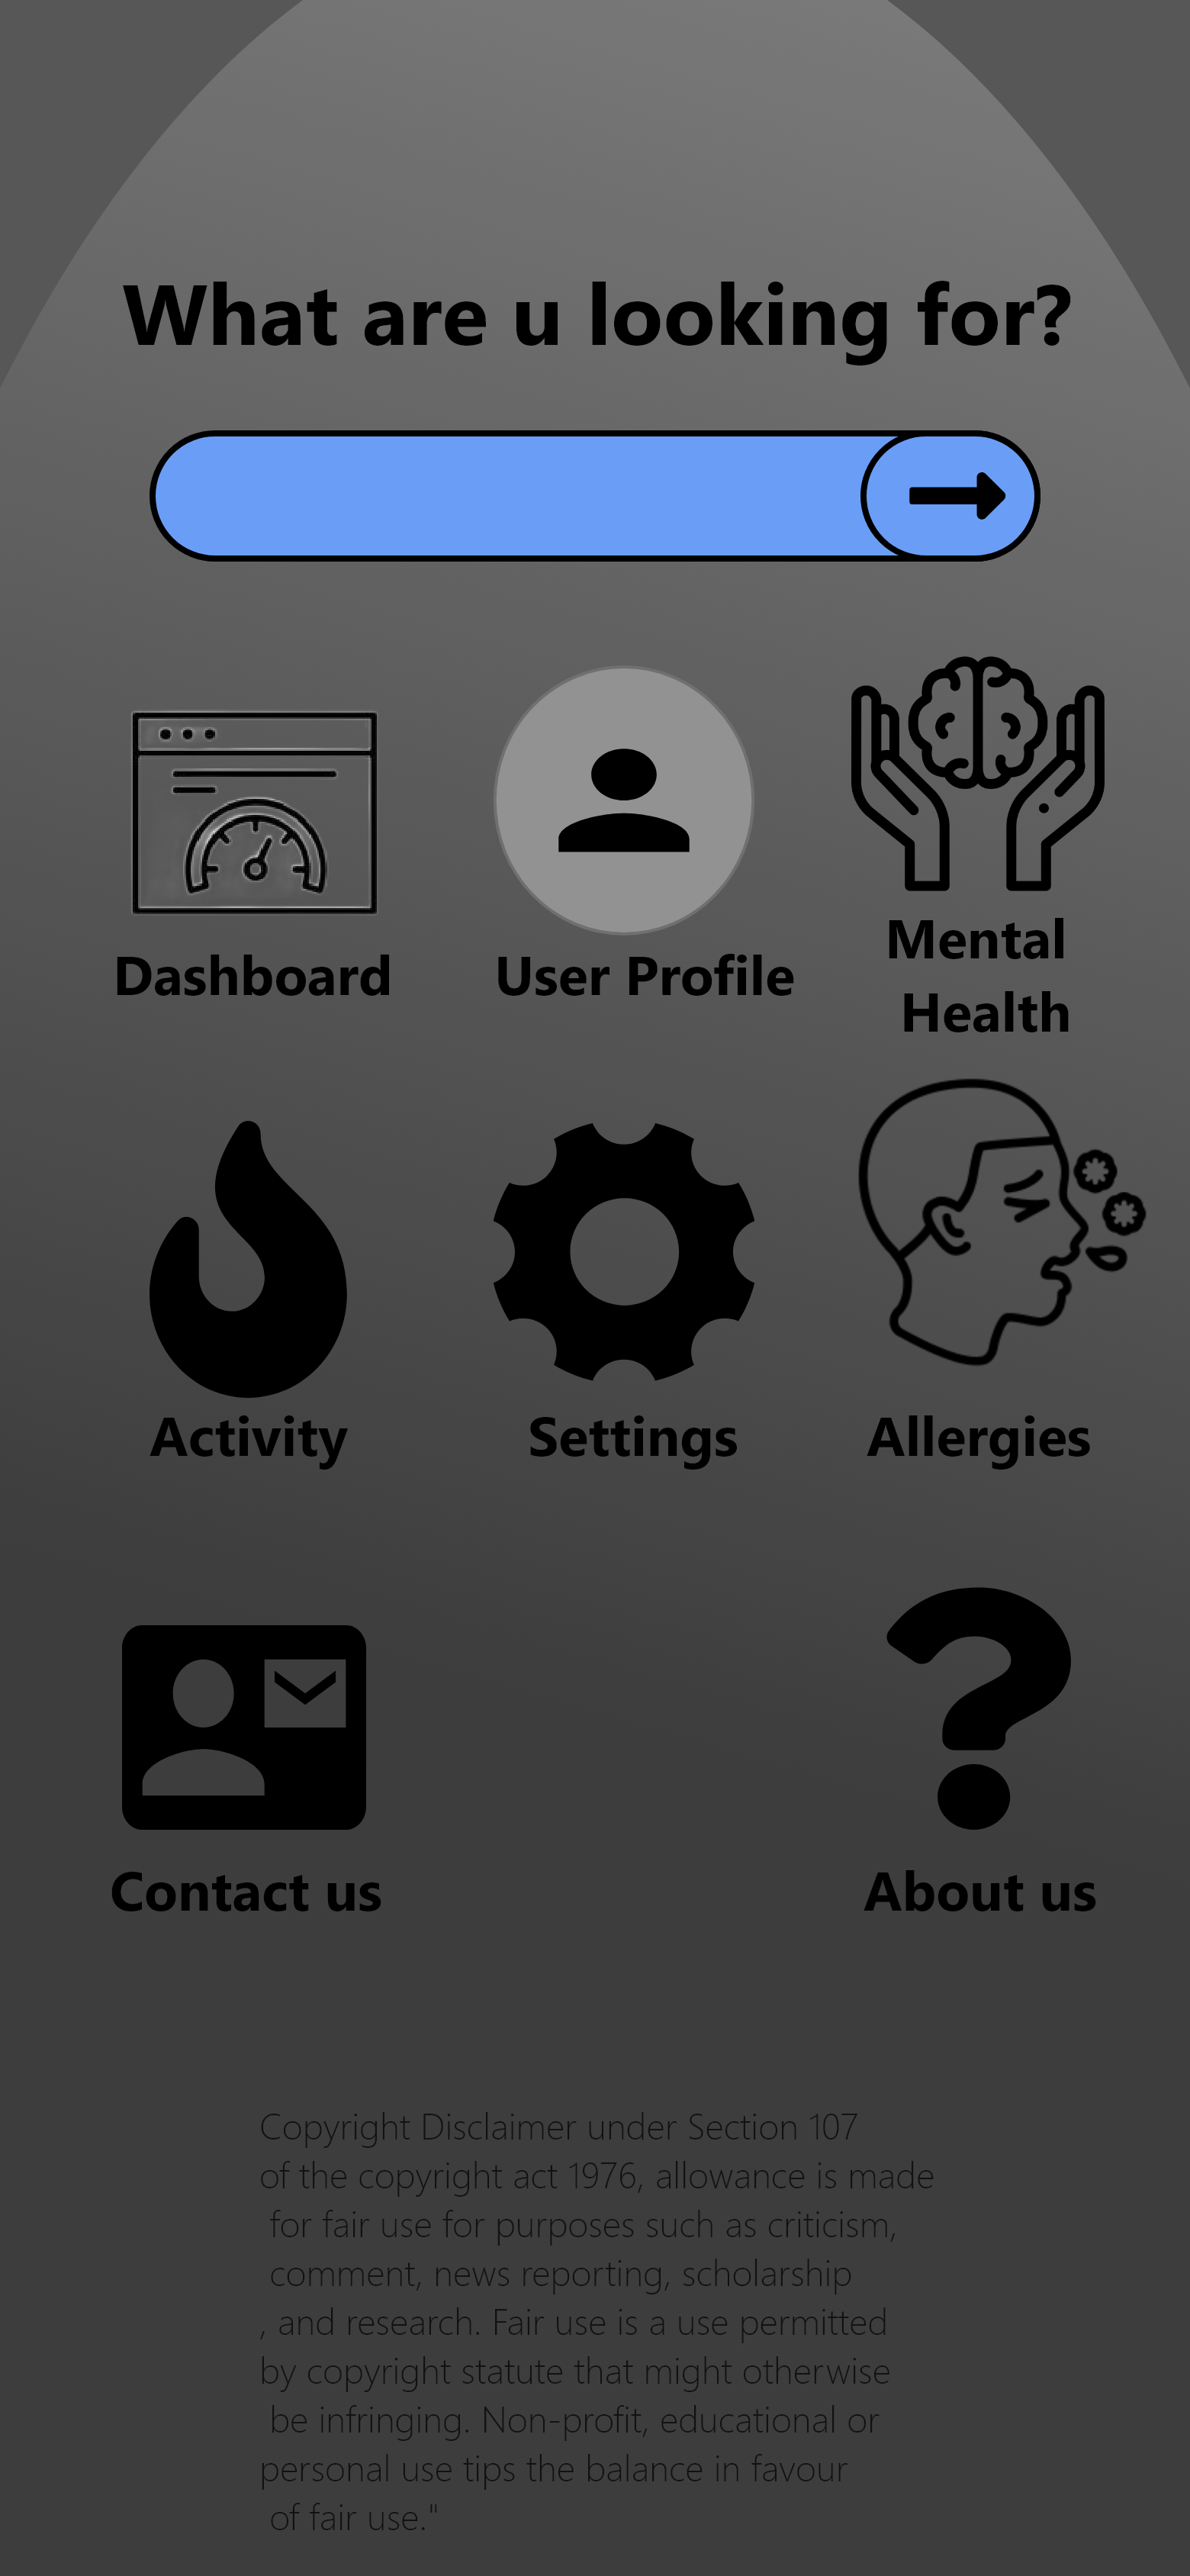 What are u looking for?
Dashboard
User Profile
Mental
Health
Activity
Settings
Allergies
Contact us
About us
Copyright Disclaimer under Section 107
of the copyright act 1976, allowance is made
for fair use for purposes such as criticism,
comment, news reporting, scholarship
, and research. Fair use is a use permitted
by copyright statute that might otherwise
be infringing. Non-profit, educational or
personal use tips the balance in favour
of fair use."